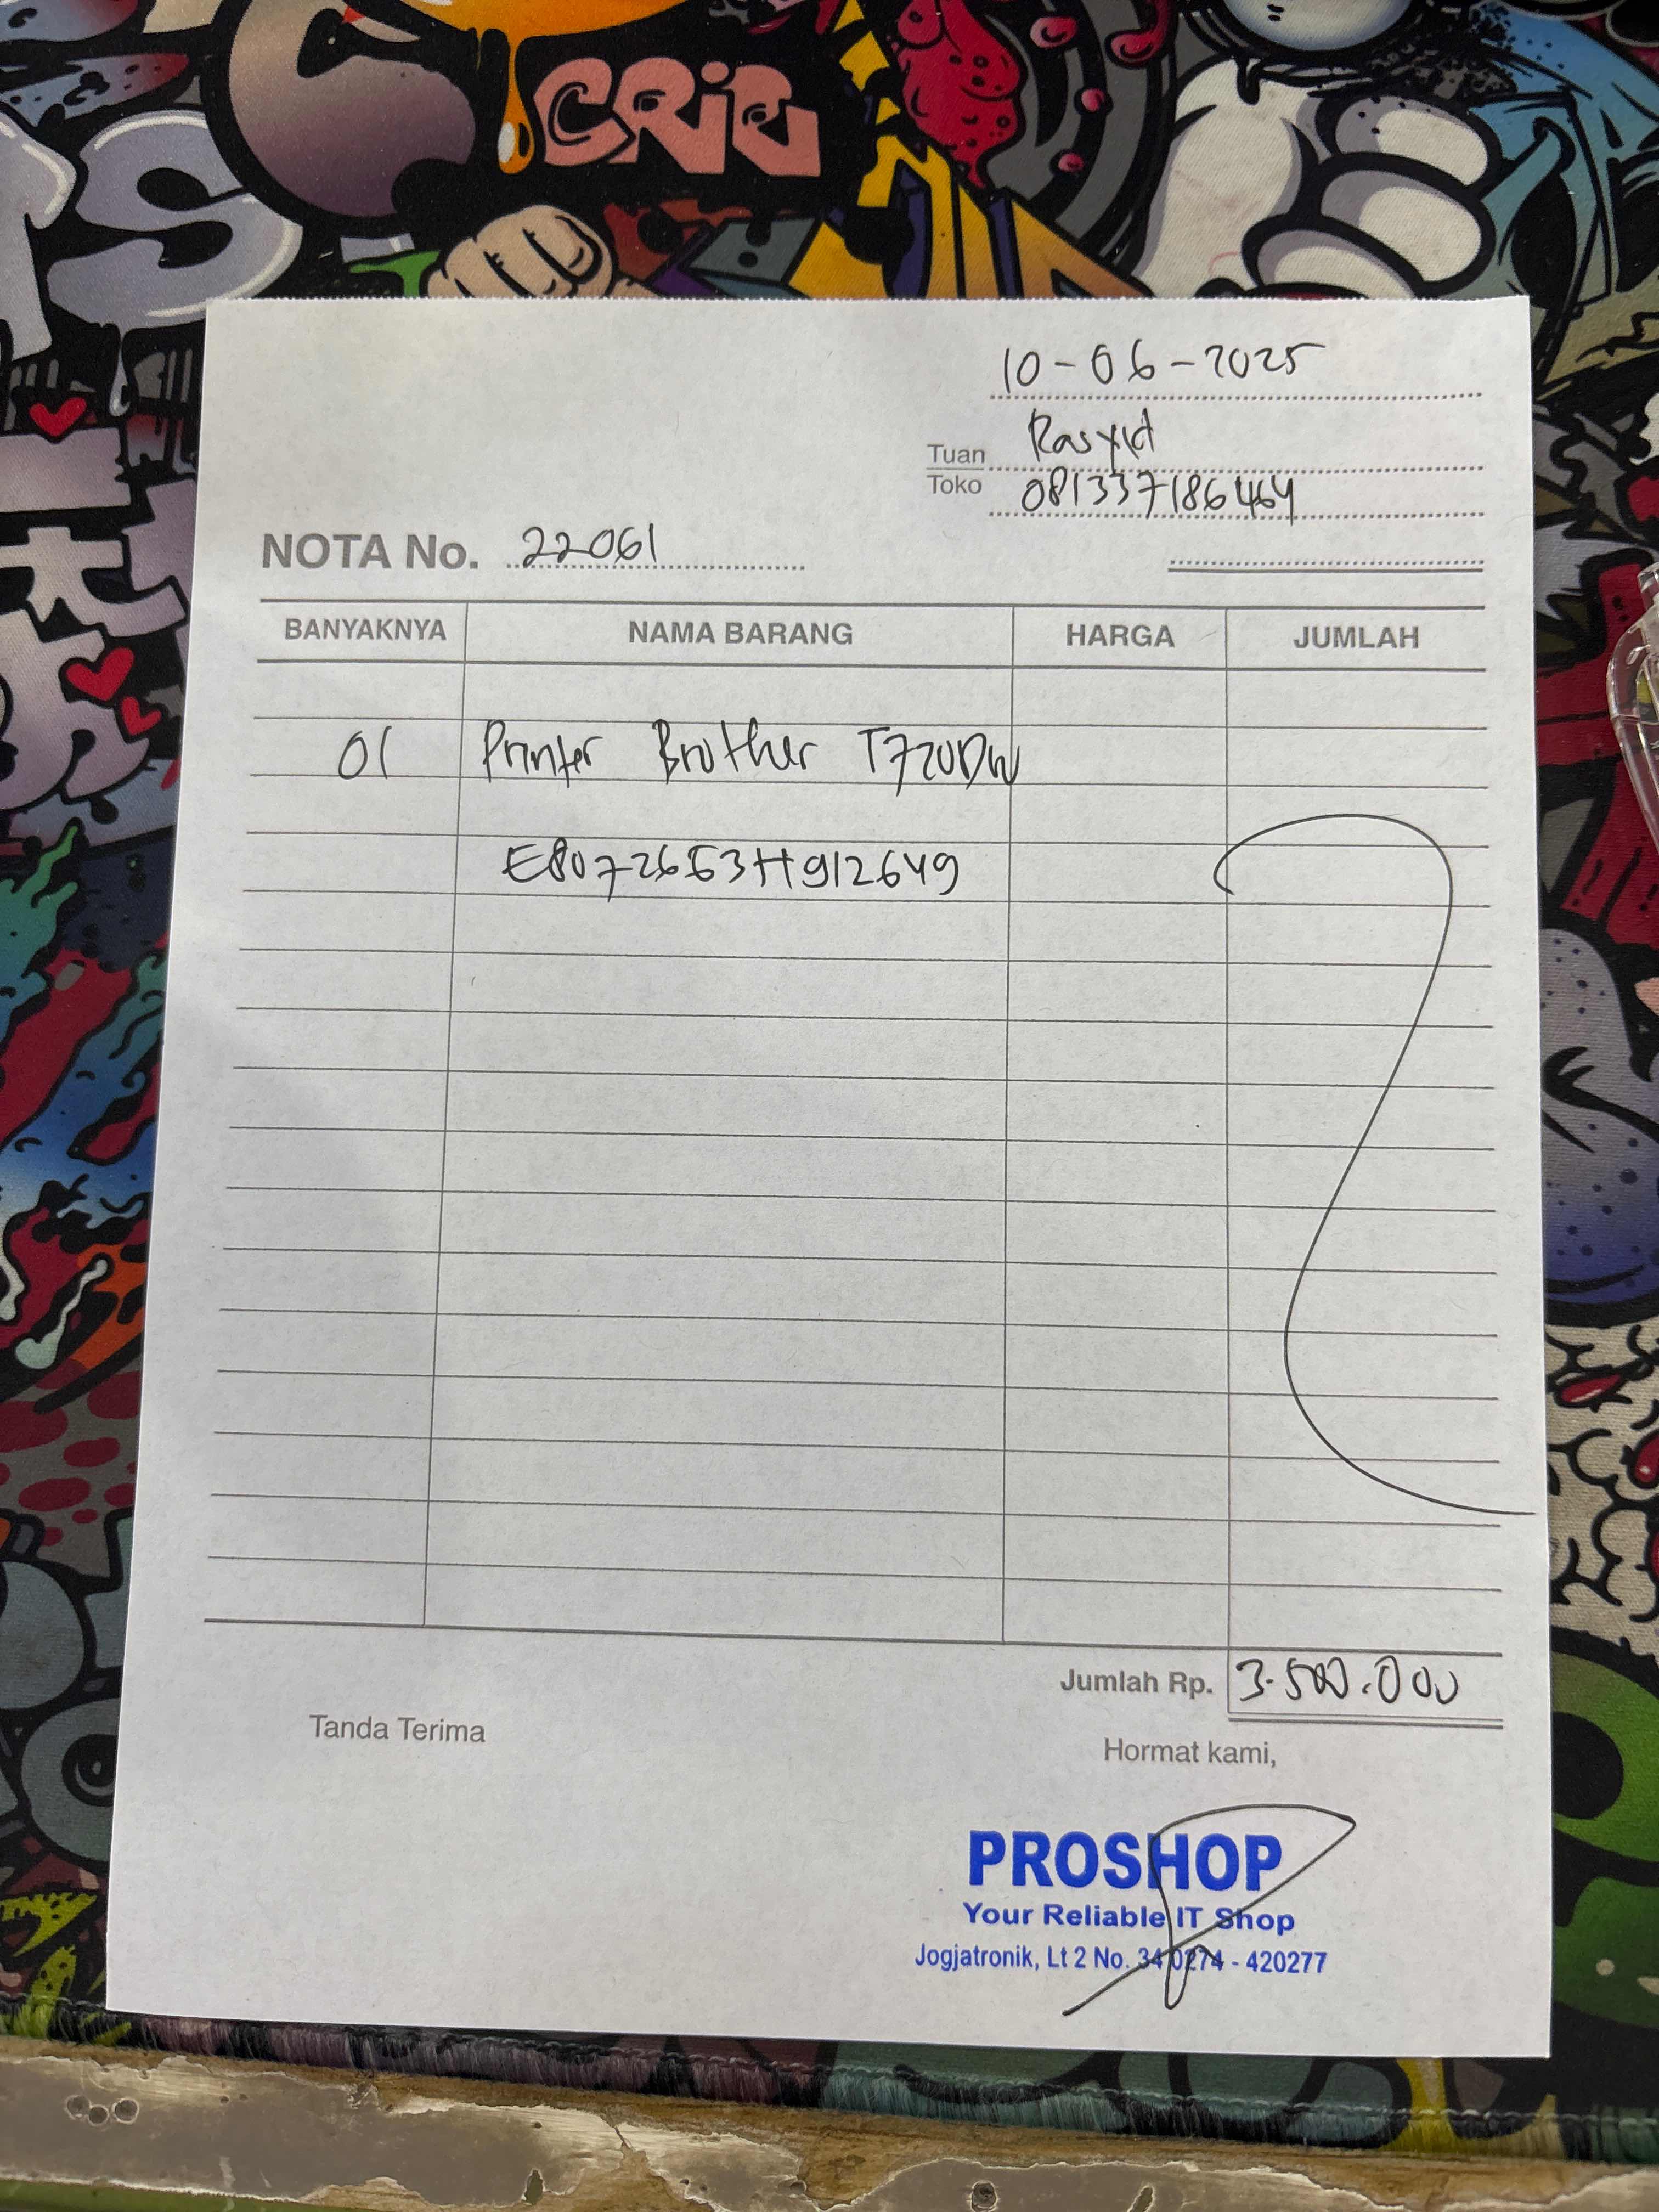 CRiE
10-06-2025
Tuan Rasyid
Toko 081337186464
NOTA No. 22061
BANYAKNYA NAMA BARANG HARGA JUMLAH
01 Printer Brother T720DW
E80726E3H912649
Jumlah Rp. 3.500.000
Tanda Terima
Hormat kami,
PROSHOP
Your Reliable IT Shop
Jogjatronik, Lt 2 No. 34 0274 - 420277